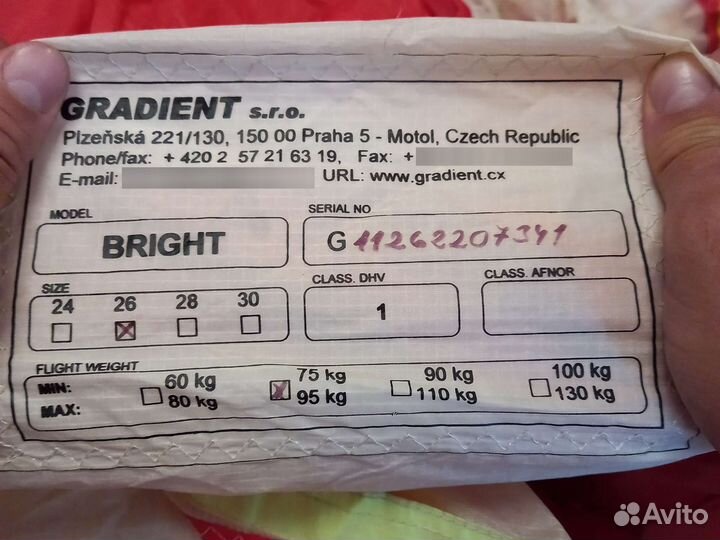 GRADIENT s.r.o.
Plzeňská 221/130, 150 00 Praha 5 - Motol, Czech Republic
Phone/fax: + 420 2 57 21 63 19, Fax: +
E-mail: URL: www.gradient.cx
MODEL
BRIGHT
SERIAL NO
G 11262207341
SIZE
24 26 28 30
CLASS. DHV
1
CLASS. AFNOR
FLIGHT WEIGHT
MIN: 60 kg 75 kg 90 kg 100 kg
MAX: 80 kg 95 kg 110 kg 130 kg
Avito